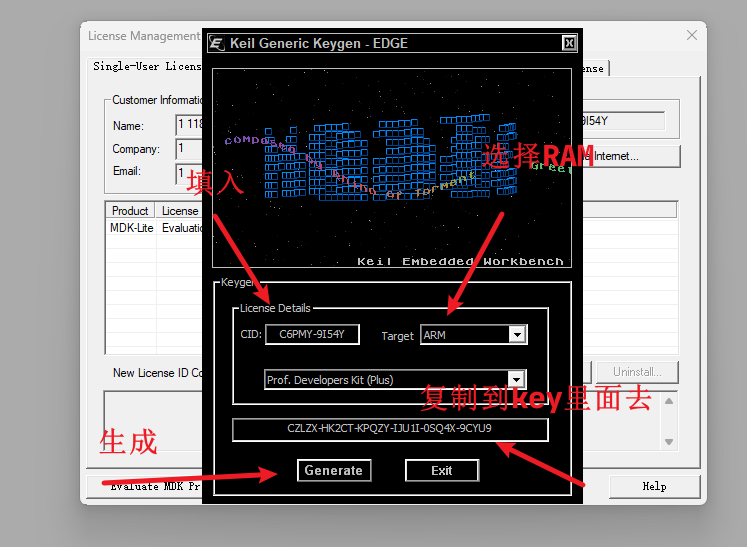 License Management
Keil Generic Keygen - EDGE
Single-User Licens
ense
Customer Informatio
Name:
1 118
9I54Y
Company:
1
Internet...
Email:
1
composed by
of Torment
Greet
选择RAM
填入
Product
License
MDK-Lite
Evaluatio
Keil Embedded Workbench
Keygen
License Details
CID:
C6PMY-9I54Y
Target
ARM
New License ID Co
Prof. Developers Kit (Plus)
Uninstall...
复制到key里面去
CZLZX-HK2CT-KPQZY-IJU1I-0SQ4X-9CYU9
生成
Generate
Exit
Evaluate MDK Pr
Help